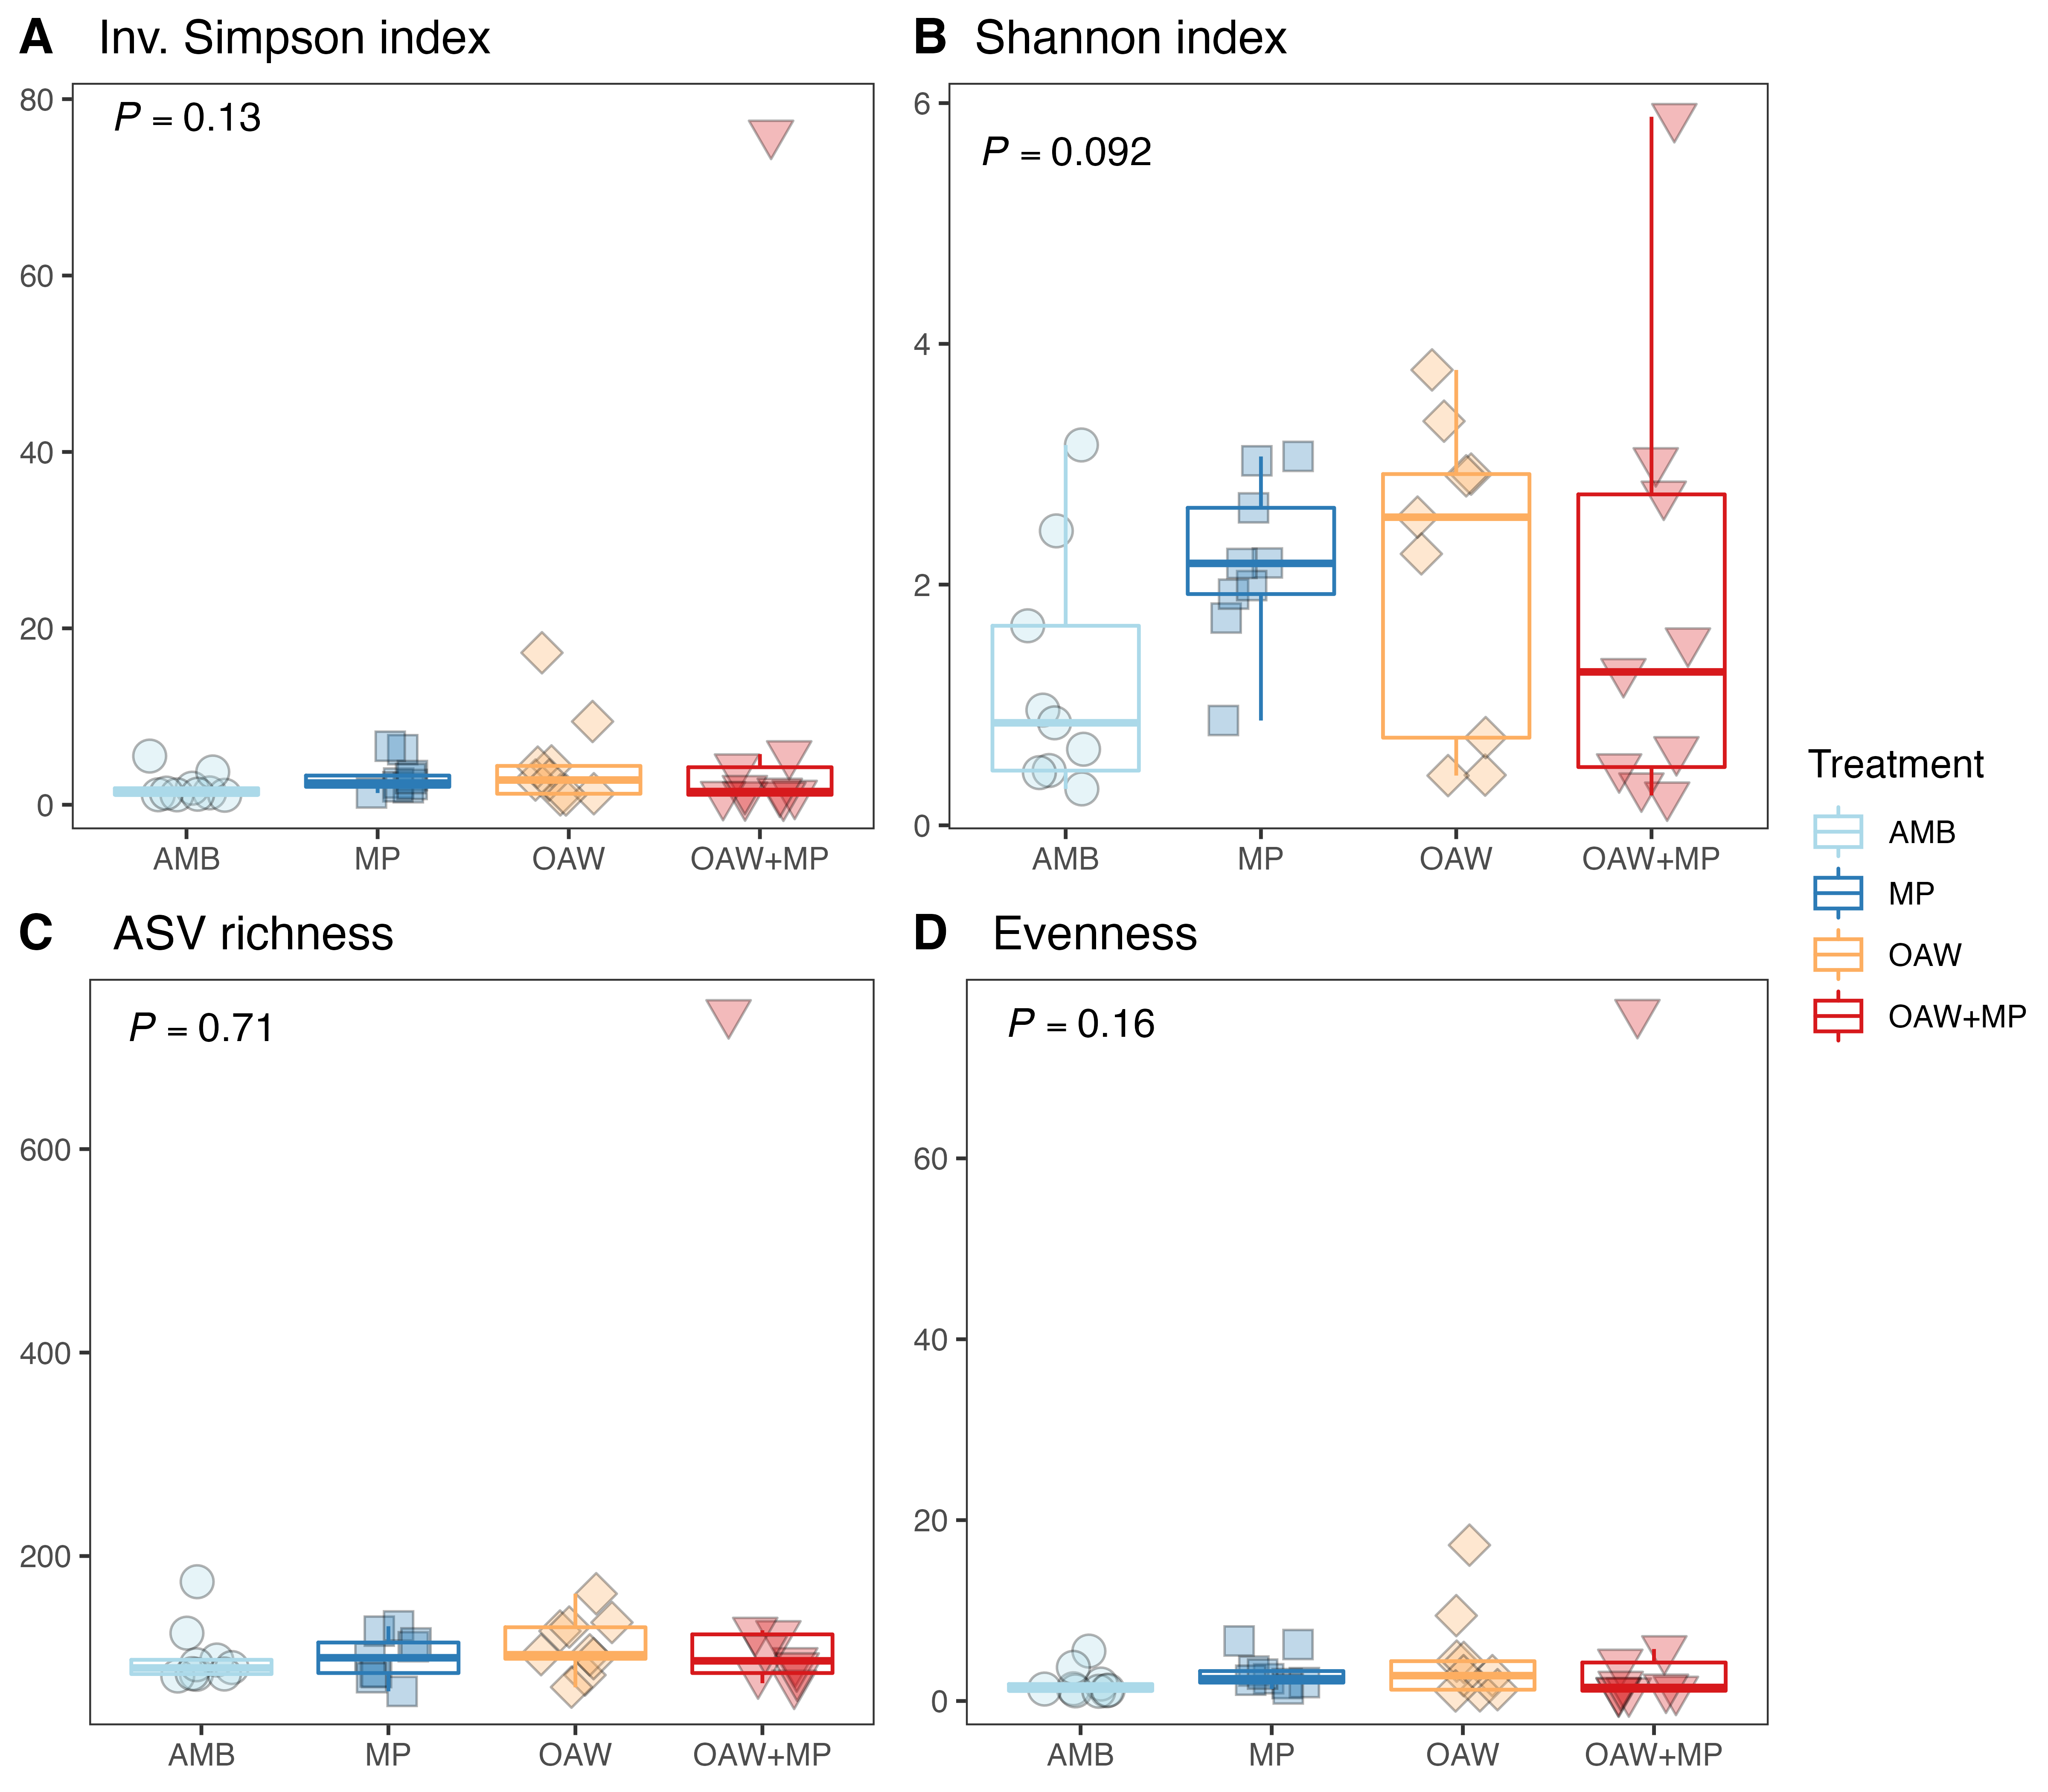 A Inv. Simpson index
80
60
40
20
0
P = 0.13
AMB MP OAW OAW+MP
B Shannon index
6
4
2
0
P = 0.092
AMB MP OAW OAW+MP
C ASV richness
600
400
200
P = 0.71
AMB MP OAW OAW+MP
D Evenness
60
40
20
0
P = 0.16
AMB MP OAW OAW+MP
Treatment
AMB
MP
OAW
OAW+MP